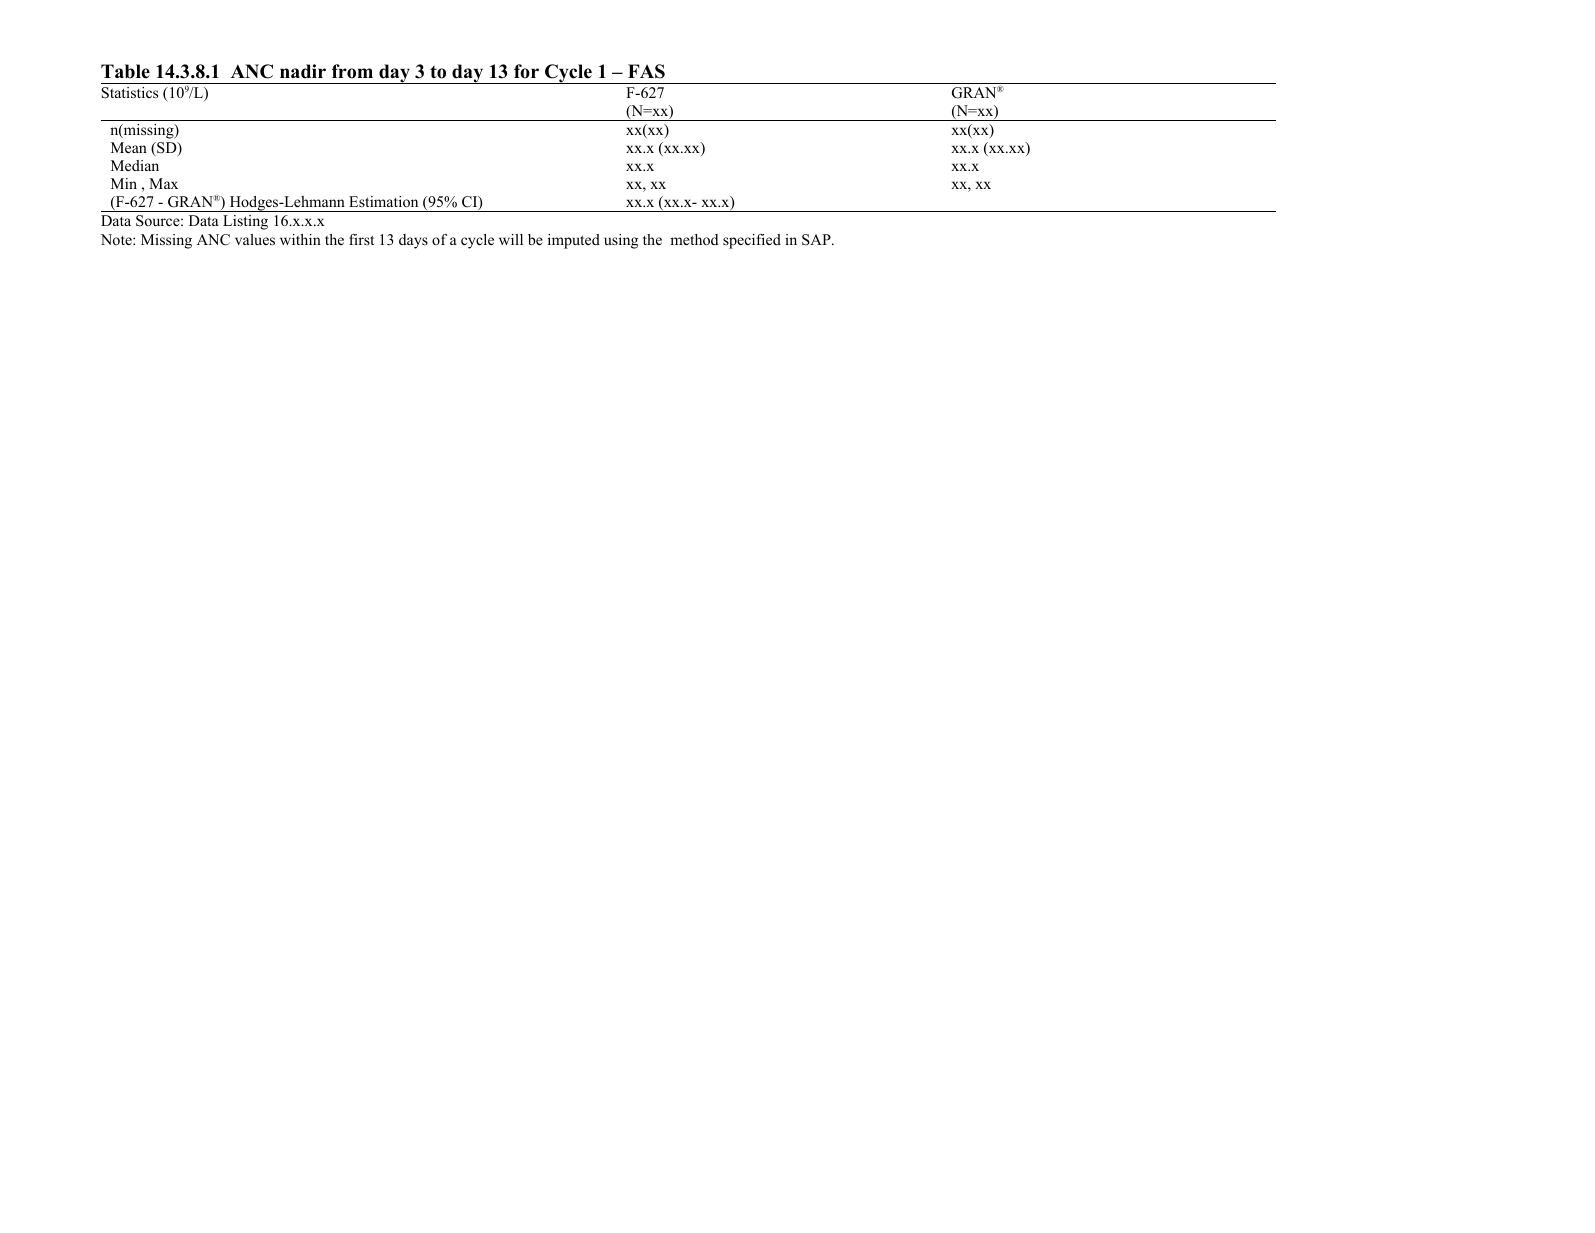 Table 14.3.8.1  ANC nadir from day 3 to day 13 for Cycle 1 – FAS
Statistics (10⁹/L) F-627 GRAN®
(N=xx) (N=xx)
n(missing) xx(xx) xx(xx)
Mean (SD) xx.x (xx.xx) xx.x (xx.xx)
Median xx.x xx.x
Min , Max xx, xx xx, xx
(F-627 - GRAN®) Hodges-Lehmann Estimation (95% CI) xx.x (xx.x- xx.x)
Data Source: Data Listing 16.x.x.x
Note: Missing ANC values within the first 13 days of a cycle will be imputed using the  method specified in SAP.